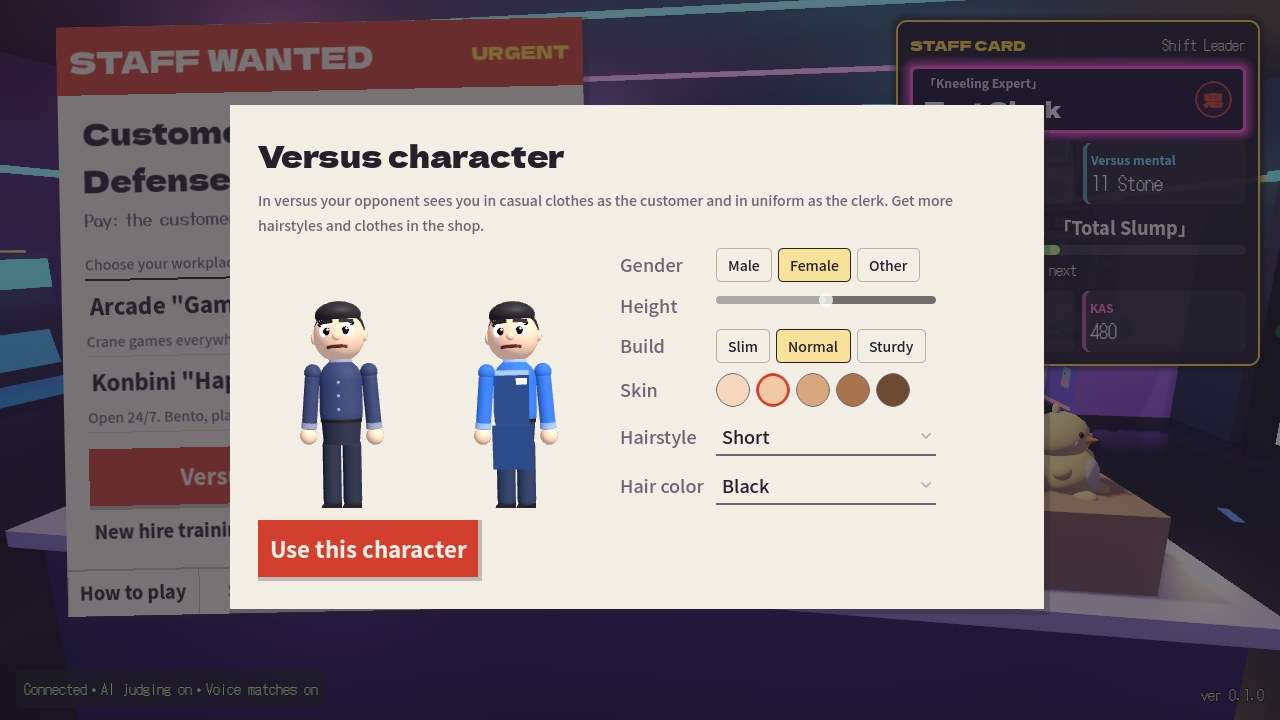 STAFF WANTED
URGENT
Defense
Pay: the custome
Choose your workplac
Arcade "Gam
Crane games everywh
Konbini "Hap
Open 24/7. Bento, pla
New hire traini
How to play
Versus character
In versus your opponent sees you in casual clothes as the customer and in uniform as the clerk. Get more
hairstyles and clothes in the shop.
Gender
Male
Female
Other
Height
Build
Slim
Normal
Sturdy
Skin
Hairstyle
Short
Hair color
Black
Use this character
STAFF CARD
Shift Leader
「Kneeling Expert」
Versus mental
11 Stone
「Total Slump」
next
KAS
480
Connected • AI judging on • Voice matches on
ver 0.1.0